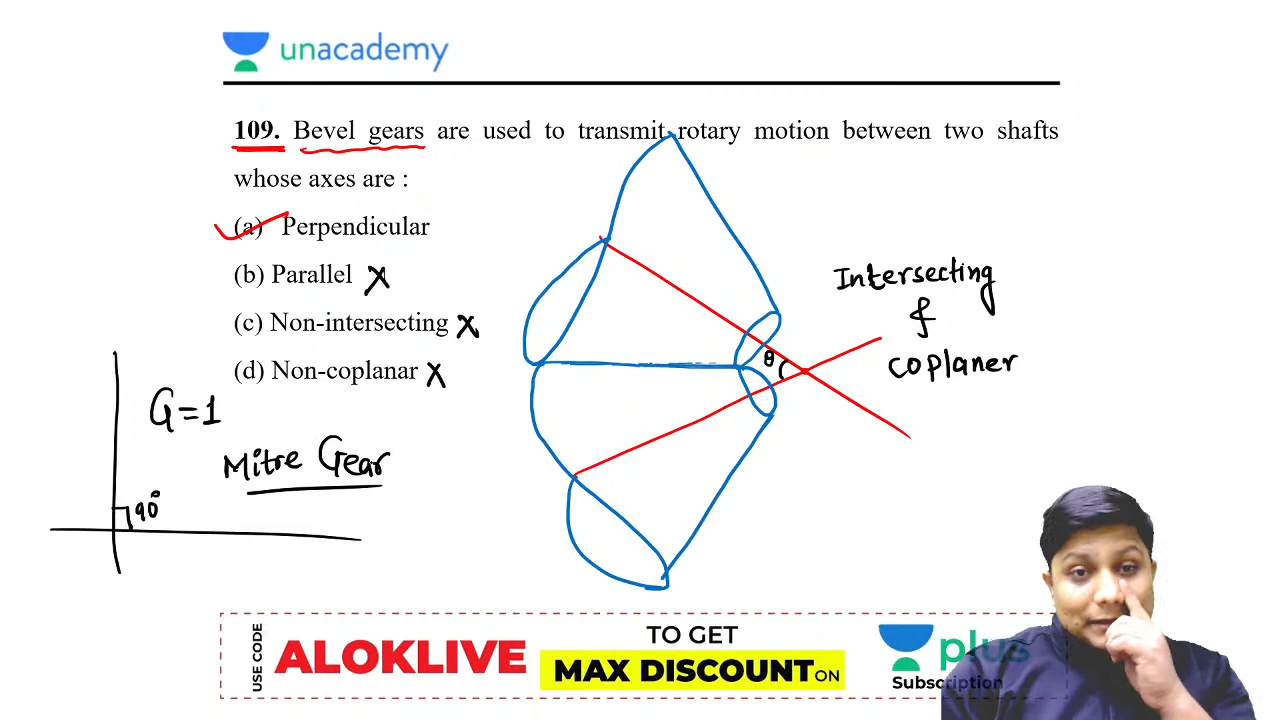 unacademy
109. Bevel gears are used to transmit rotary motion between two shafts
whose axes are :
(a) Perpendicular
(b) Parallel X
(c) Non-intersecting X
(d) Non-coplanar X
Intersecting
&
coplaner
θ
G=1
Mitre Gear
90°
USE CODE
ALOKLIVE
TO GET
MAX DISCOUNT ON
plus
Subscription